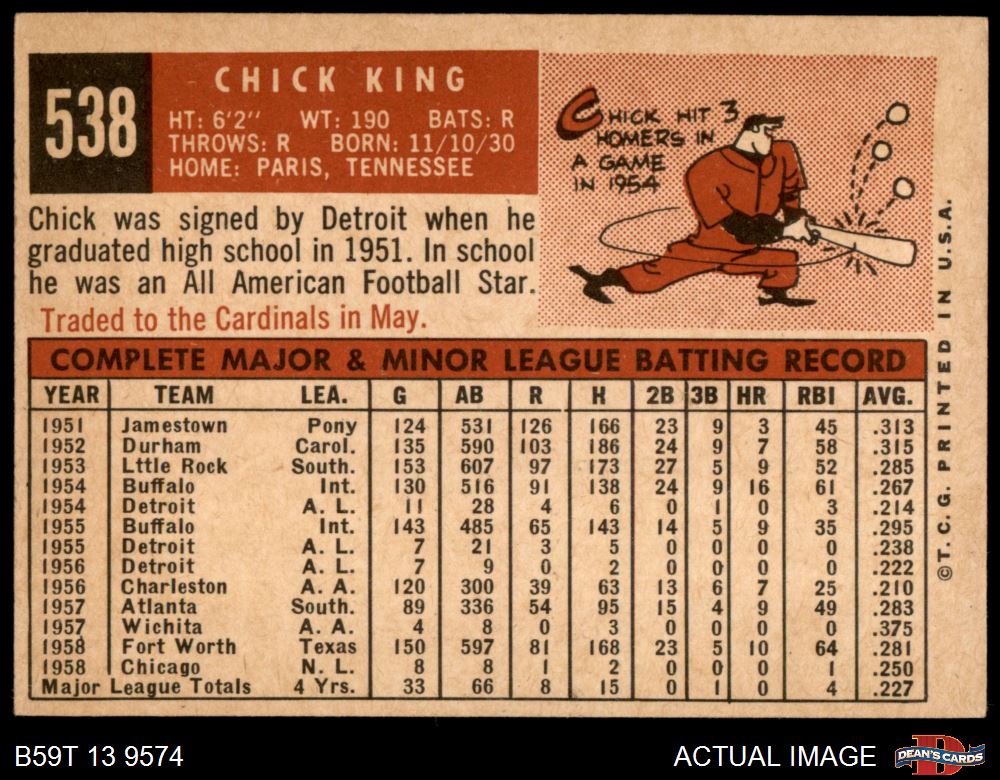 538
CHICK KING
HT: 6'2" WT: 190 BATS: R
THROWS: R BORN: 11/10/30
HOME: PARIS, TENNESSEE
CHICK HIT 3
HOMERS IN
A GAME
IN 1954
Chick was signed by Detroit when he
graduated high school in 1951. In school
he was an All American Football Star.
Traded to the Cardinals in May.
COMPLETE MAJOR & MINOR LEAGUE BATTING RECORD
YEAR TEAM LEA. G AB R H 2B 3B HR RBI AVG.
1951 Jamestown Pony 124 531 126 166 23 9 3 45 .313
1952 Durham Carol. 135 590 103 186 24 9 7 58 .315
1953 Lttle Rock South. 153 607 97 173 27 5 9 52 .285
1954 Buffalo Int. 130 516 91 138 24 9 16 61 .267
1954 Detroit A. L. 11 28 4 6 0 1 0 3 .214
1955 Buffalo Int. 143 485 65 143 14 5 9 35 .295
1955 Detroit A. L. 7 21 3 5 0 0 0 0 .238
1956 Detroit A. L. 7 9 0 2 0 0 0 0 .222
1956 Charleston A. A. 120 300 39 63 13 6 7 25 .210
1957 Atlanta South. 89 336 54 95 15 4 9 49 .283
1957 Wichita A. A. 4 8 0 3 0 0 0 0 .375
1958 Fort Worth Texas 150 597 81 168 23 5 10 64 .281
1958 Chicago N. L. 8 8 1 2 0 0 0 1 .250
Major League Totals 4 Yrs. 33 66 8 15 0 1 0 4 .227
©T. C. G. PRINTED IN U.S.A.
B59T 13 9574
ACTUAL IMAGE
D
DEAN'S CARDS